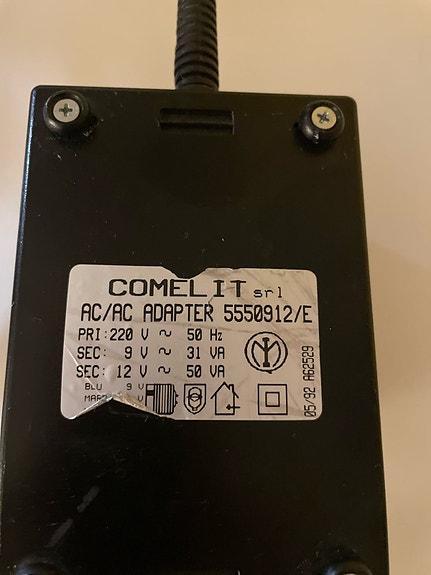 COMELIT srl
AC/AC ADAPTER 5550912/E
PRI: 220 V ~ 50 Hz
SEC: 9 V ~ 31 VA
SEC: 12 V ~ 50 VA
BLU 9 V
V
05/92 A62529